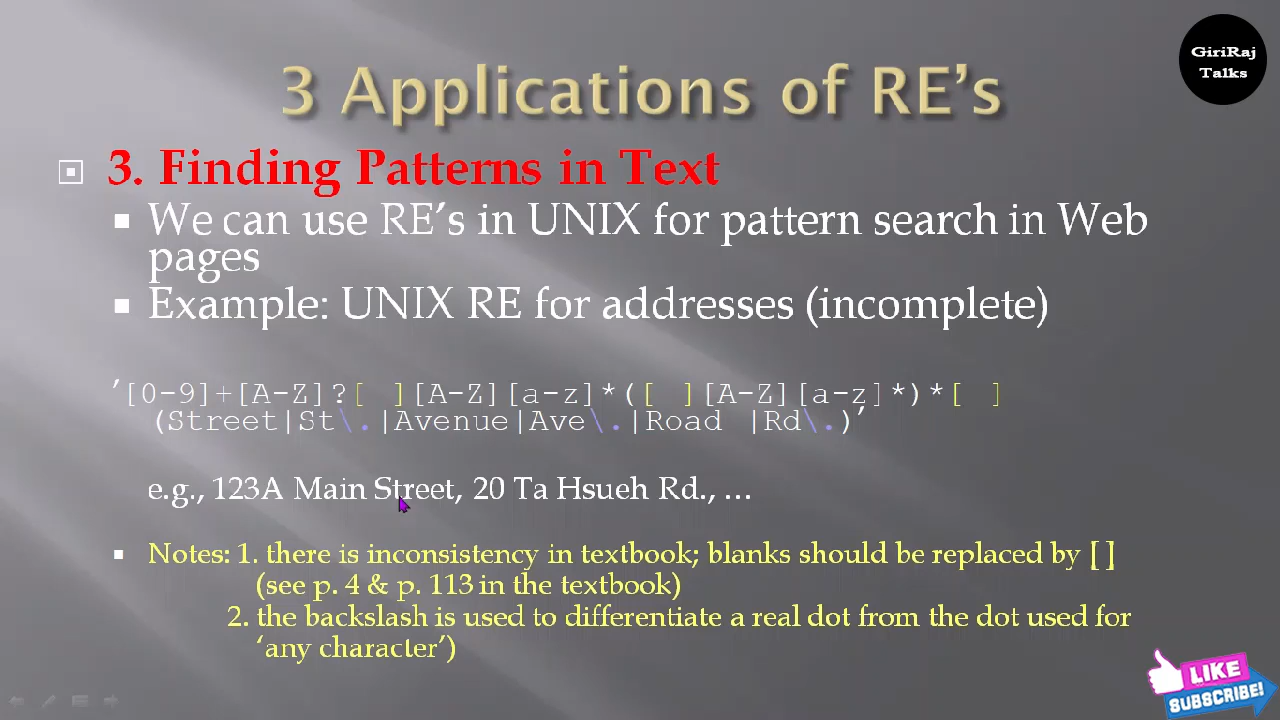 GiriRaj
Talks
3 Applications of RE's
3. Finding Patterns in Text
We can use RE's in UNIX for pattern search in Web
pages
Example: UNIX RE for addresses (incomplete)
'[0-9]+[A-Z]?[ ][A-Z][a-z]*([ ][A-Z][a-z]*)*[ ]
(Street|St\.|Avenue|Ave\.|Road |Rd\.)'
e.g., 123A Main Street, 20 Ta Hsueh Rd., …
Notes: 1. there is inconsistency in textbook; blanks should be replaced by [ ]
(see p. 4 & p. 113 in the textbook)
2. the backslash is used to differentiate a real dot from the dot used for
'any character')
LIKE
SUBSCRIBE!